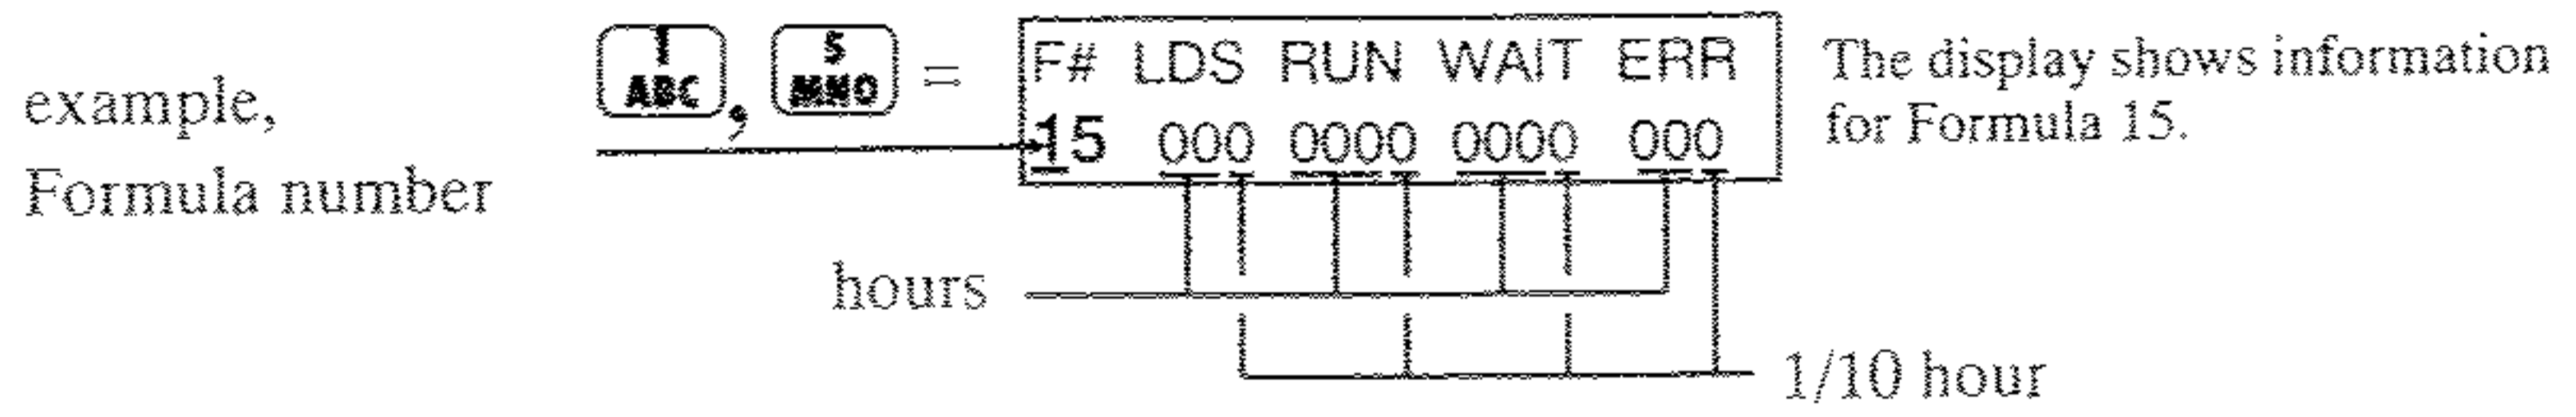 example,
Formula number
1 5
ABC , MNO =
F# LDS RUN WAIT ERR
15 000 0000 0000 000
The display shows information
for Formula 15.
hours
1/10 hour